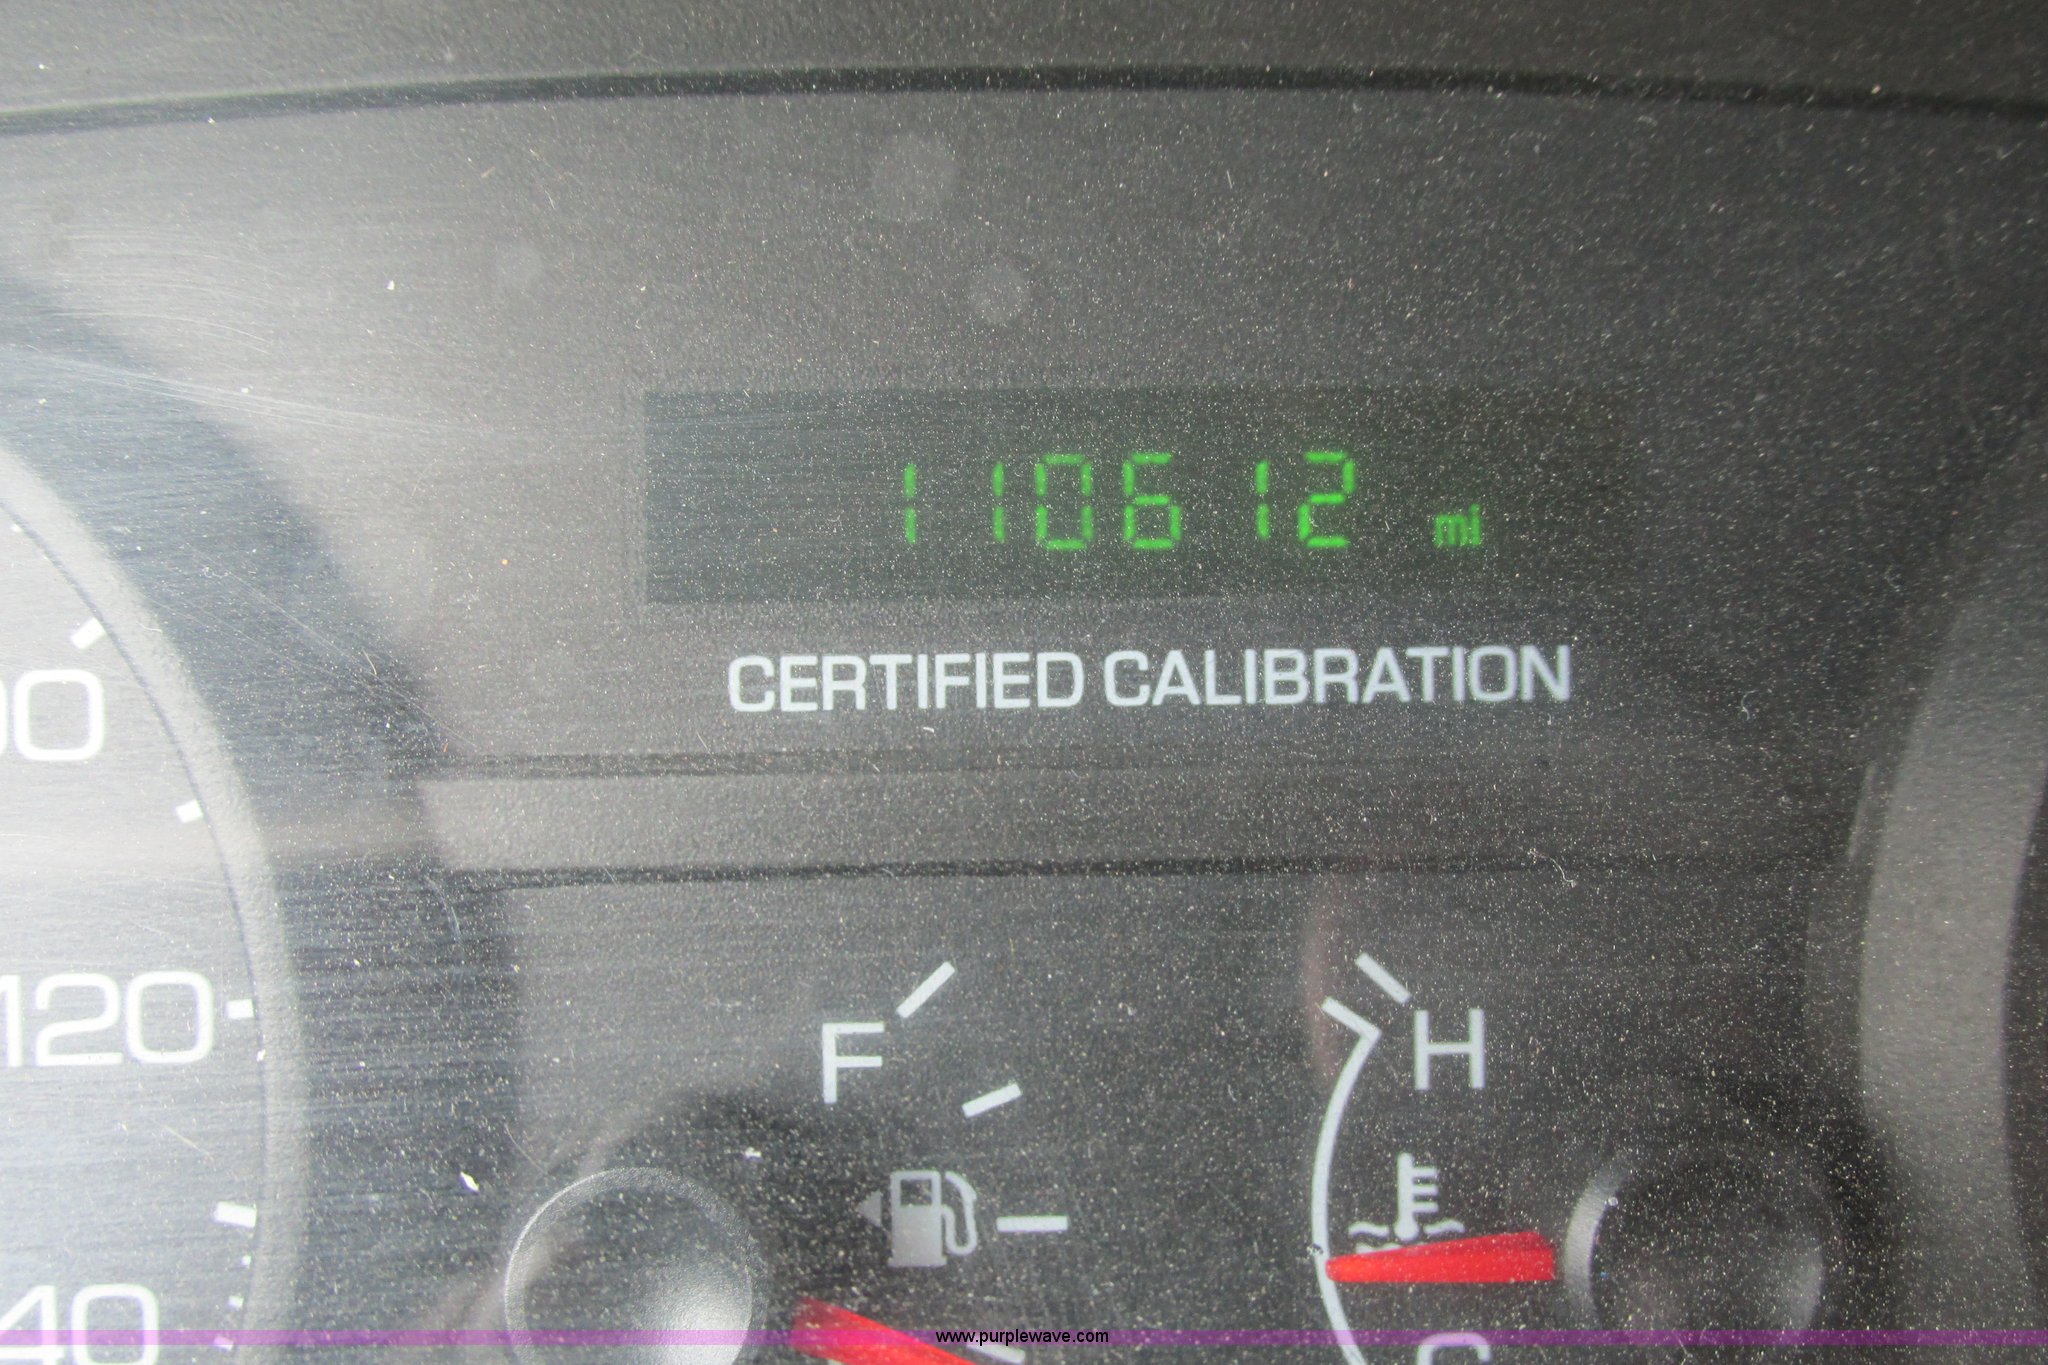 110612 mi
CERTIFIED CALIBRATION
120
F
H
www.purplewave.com